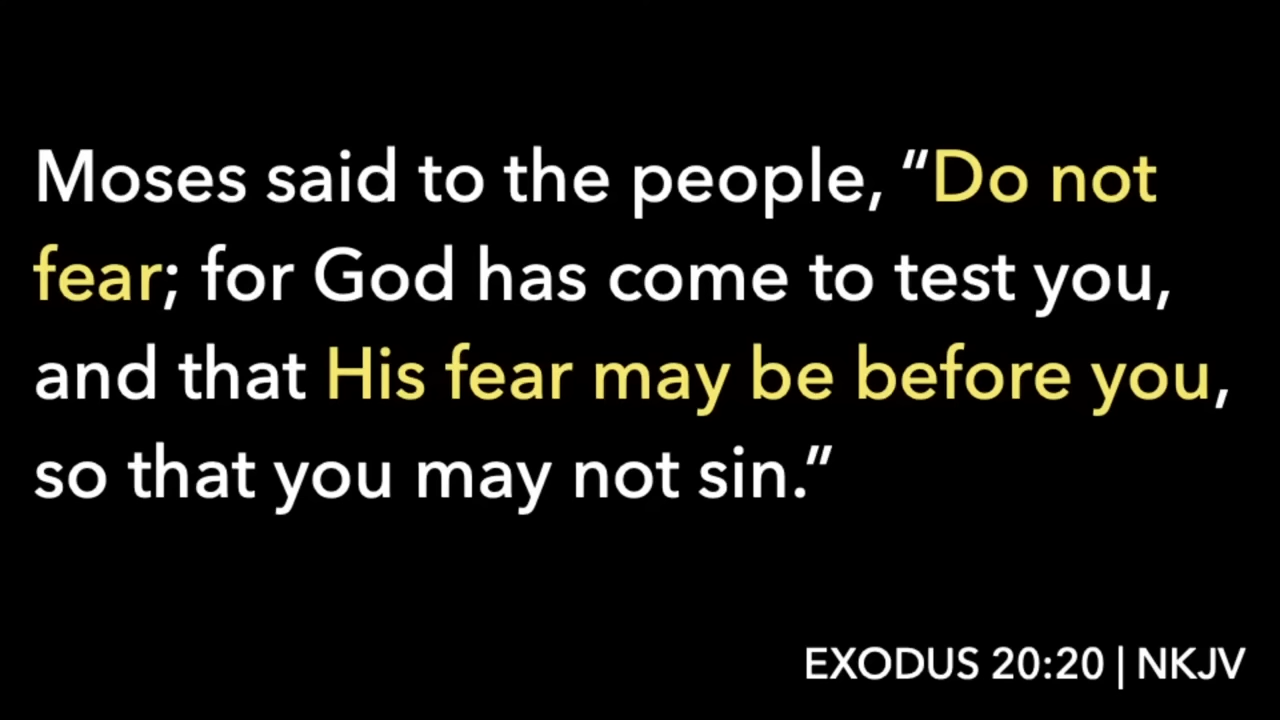 Moses said to the people, “Do not
fear; for God has come to test you,
and that His fear may be before you,
so that you may not sin.”
EXODUS 20:20 | NKJV